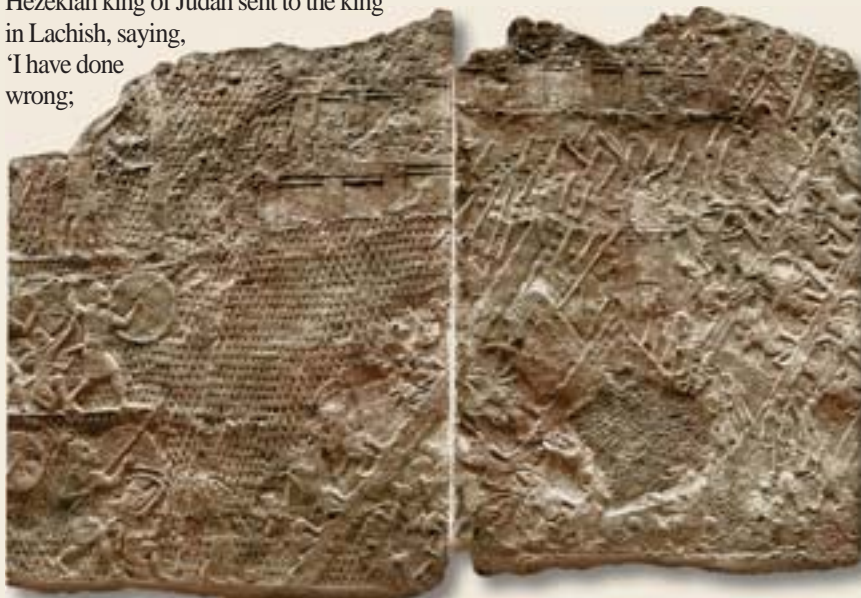 Hezekiah king of Judah sent to the king
in Lachish, saying,
‘I have done
wrong;